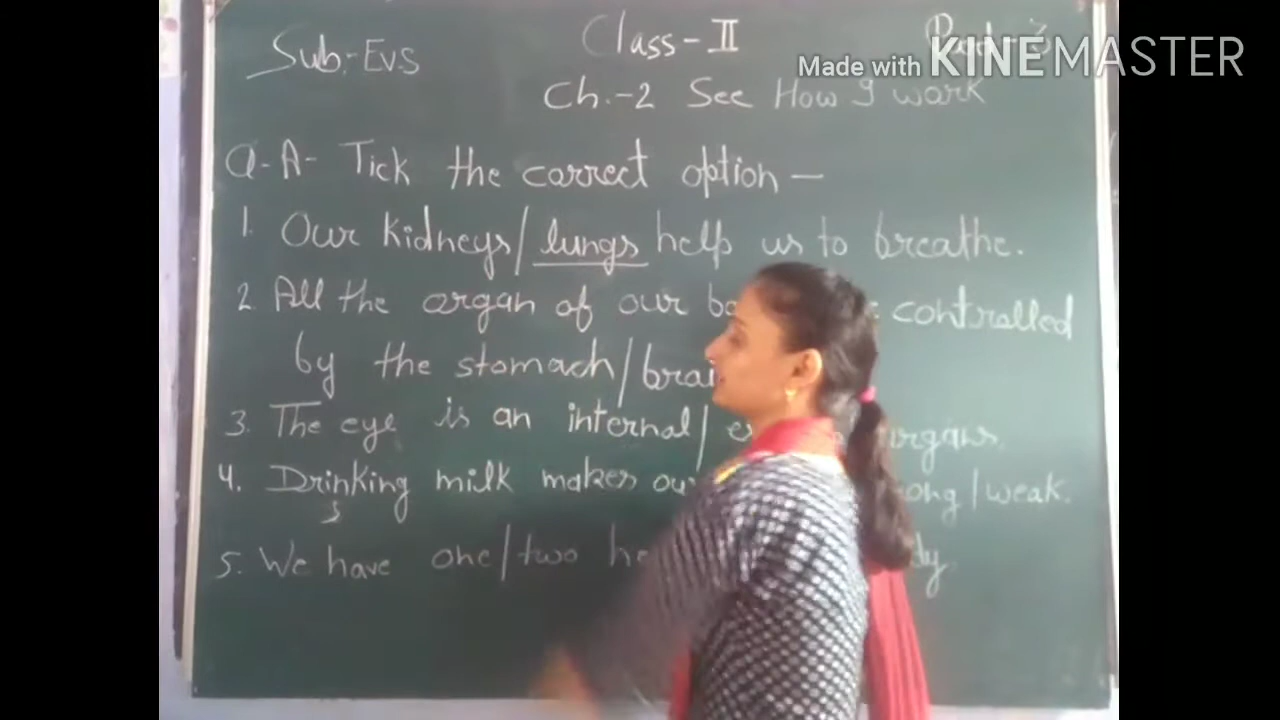 Sub:-Evs
Class-II
Made with KINEMASTER
Ch.-2 See How I work
Q-A- Tick the correct option —
1. Our kidneys/lungs help us to breathe.
2. All the organ of our controlled
by the stomach/
3. The eye is an internal/ organs.
4. Drinking milk makes /weak.
5. We have one/two